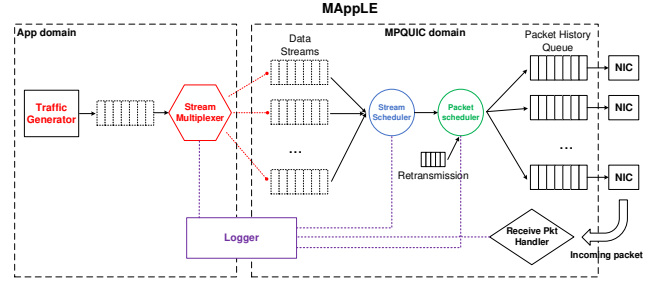 MAppLE
App domain
MPQUIC domain
Data
Streams
Packet History
Queue
Traffic
Generator
Stream
Multiplexer
Stream
Scheduler
Packet
scheduler
NIC
NIC
...
...
Retransmission
NIC
Logger
Receive Pkt
Handler
Incoming packet